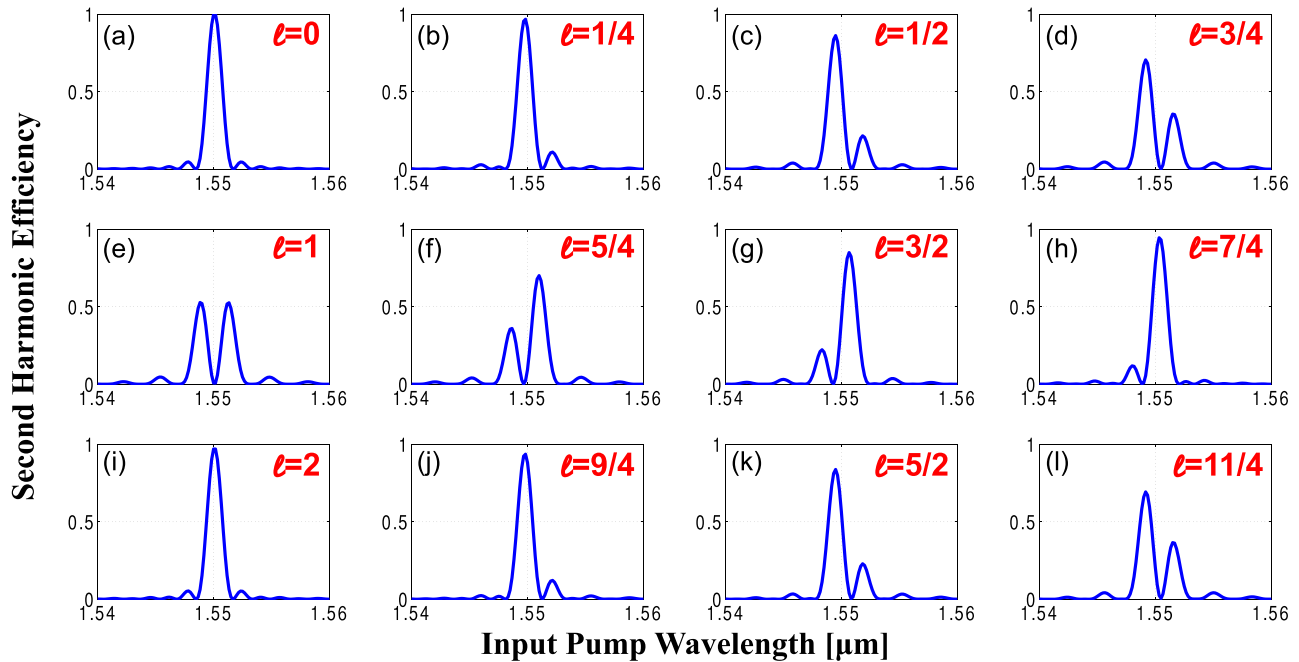 Second Harmonic Efficiency
(a) ℓ=0
1
0.5
0
1.54 1.55 1.56
(b) ℓ=1/4
1
0.5
0
1.54 1.55 1.56
(c) ℓ=1/2
1
0.5
0
1.54 1.55 1.56
(d) ℓ=3/4
1
0.5
0
1.54 1.55 1.56
(e) ℓ=1
1
0.5
0
1.54 1.55 1.56
(f) ℓ=5/4
1
0.5
0
1.54 1.55 1.56
(g) ℓ=3/2
1
0.5
0
1.54 1.55 1.56
(h) ℓ=7/4
1
0.5
0
1.54 1.55 1.56
(i) ℓ=2
1
0.5
0
1.54 1.55 1.56
(j) ℓ=9/4
1
0.5
0
1.54 1.55 1.56
(k) ℓ=5/2
1
0.5
0
1.54 1.55 1.56
(l) ℓ=11/4
1
0.5
0
1.54 1.55 1.56
Input Pump Wavelength [μm]